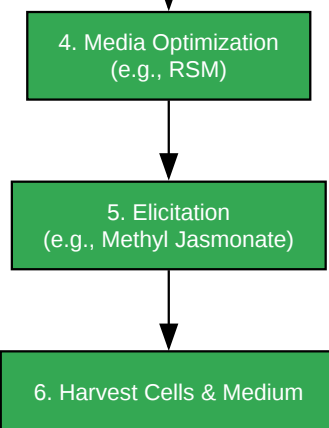 4. Media Optimization
(e.g., RSM)
5. Elicitation
(e.g., Methyl Jasmonate)
6. Harvest Cells & Medium